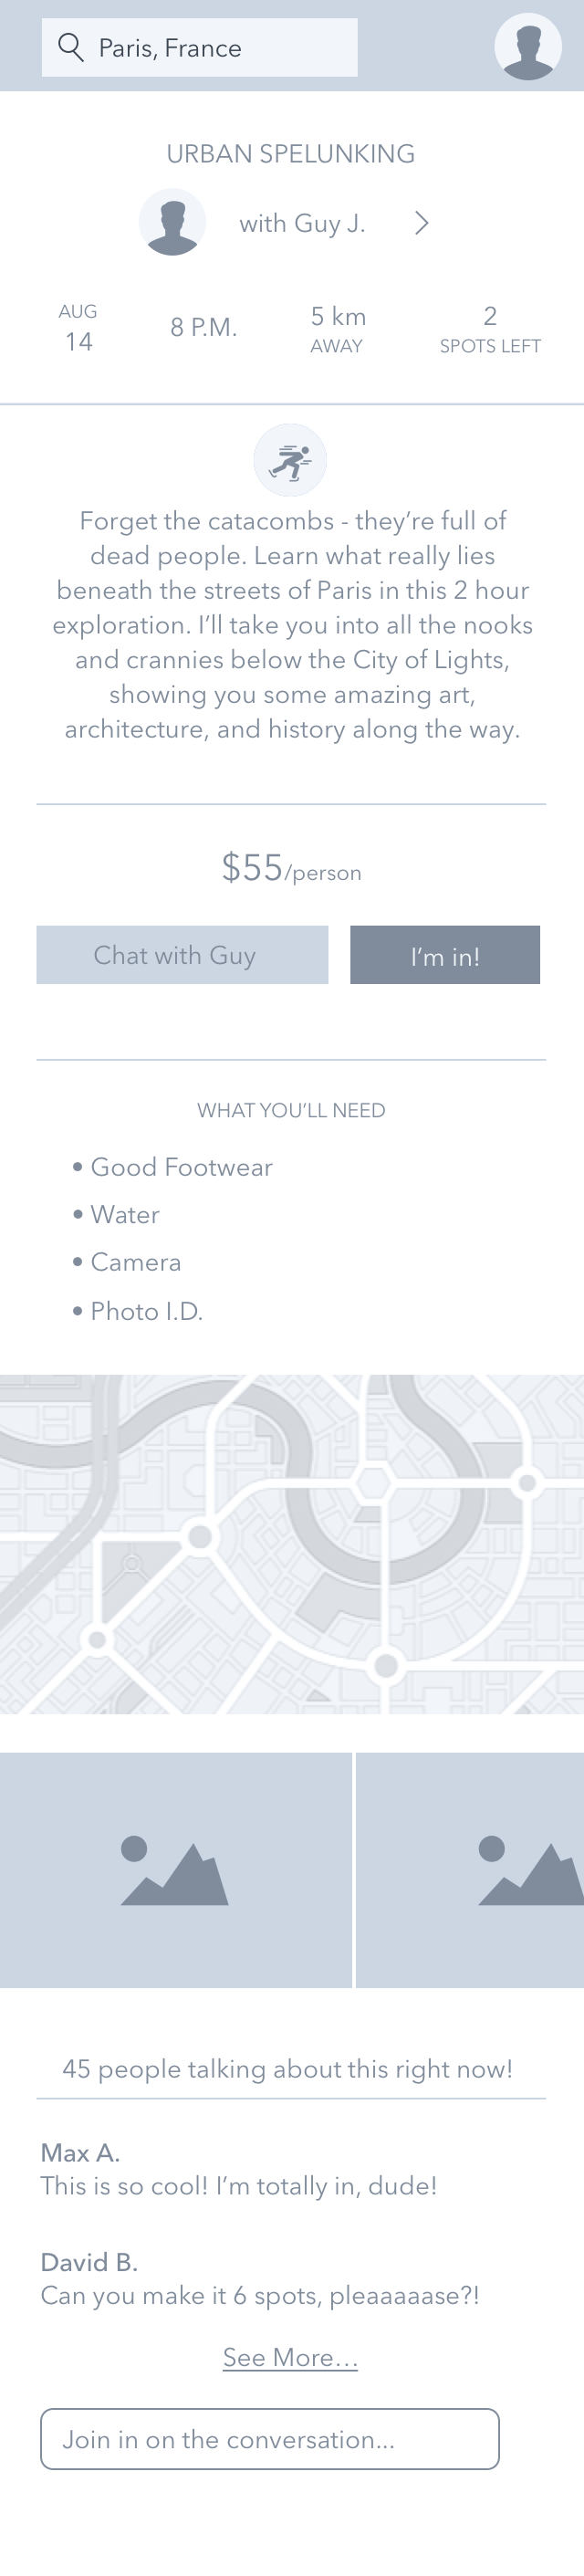 Paris, France
URBAN SPELUNKING
with Guy J.
AUG
14
8 P.M.
5 km
AWAY
2
SPOTS LEFT
Forget the catacombs - they’re full of
dead people. Learn what really lies
beneath the streets of Paris in this 2 hour
exploration. I’ll take you into all the nooks
and crannies below the City of Lights,
showing you some amazing art,
architecture, and history along the way.
$55/person
Chat with Guy
I’m in!
WHAT YOU’LL NEED
• Good Footwear
• Water
• Camera
• Photo I.D.
45 people talking about this right now!
Max A.
This is so cool! I’m totally in, dude!
David B.
Can you make it 6 spots, pleaaaaase?!
See More…
Join in on the conversation...